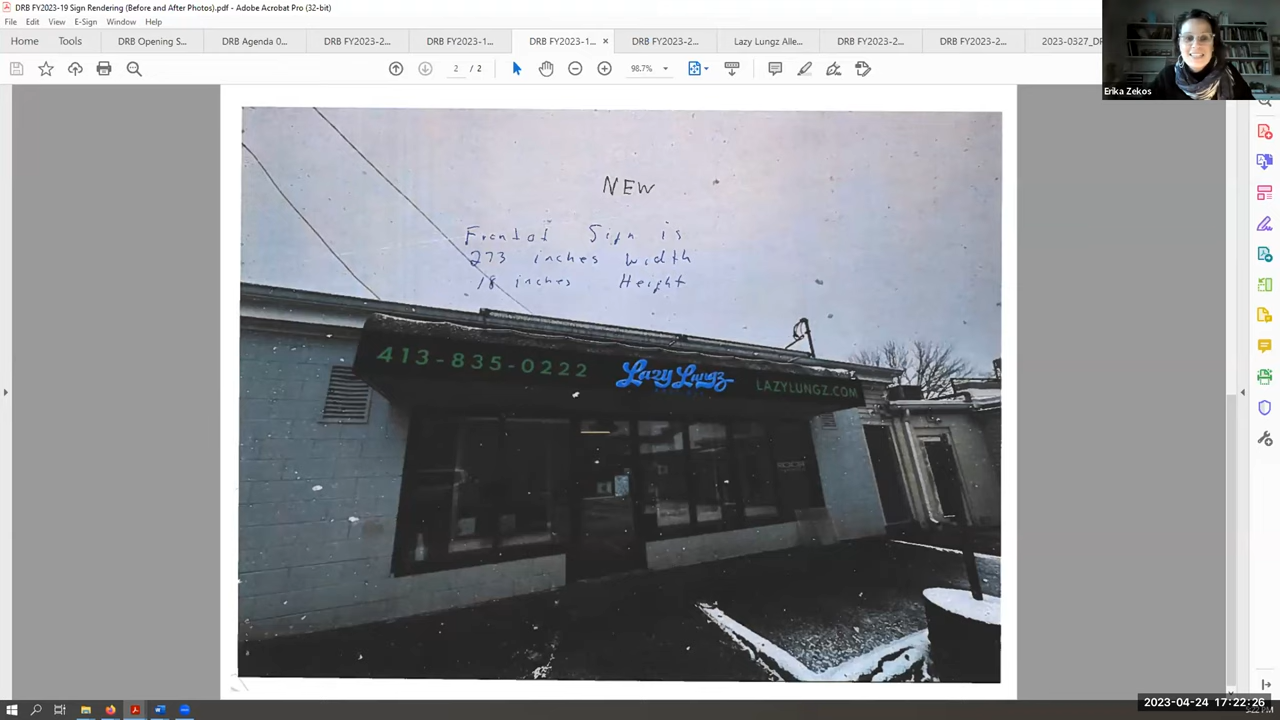 DRB FY2023-19 Sign Rendering (Before and After Photos).pdf - Adobe Acrobat Pro (32-bit)
File Edit View E-Sign Window Help
Home Tools DRB Opening S... DRB Agenda 0... DRB FY2023-2... DRB FY2023-1... DRB FY2023-1... × DRB FY2023-2... Lazy Lungz Alle... DRB FY2023-2... DRB FY2023-2... 2023-0327_DR
2 98.7%
Erika Zekos
NEW
Front of Sign is
273 inches Width
18 inches Height
413-835-0222 Lazy Lungz LAZYLUNGZ.COM
2023-04-24 17:22:26